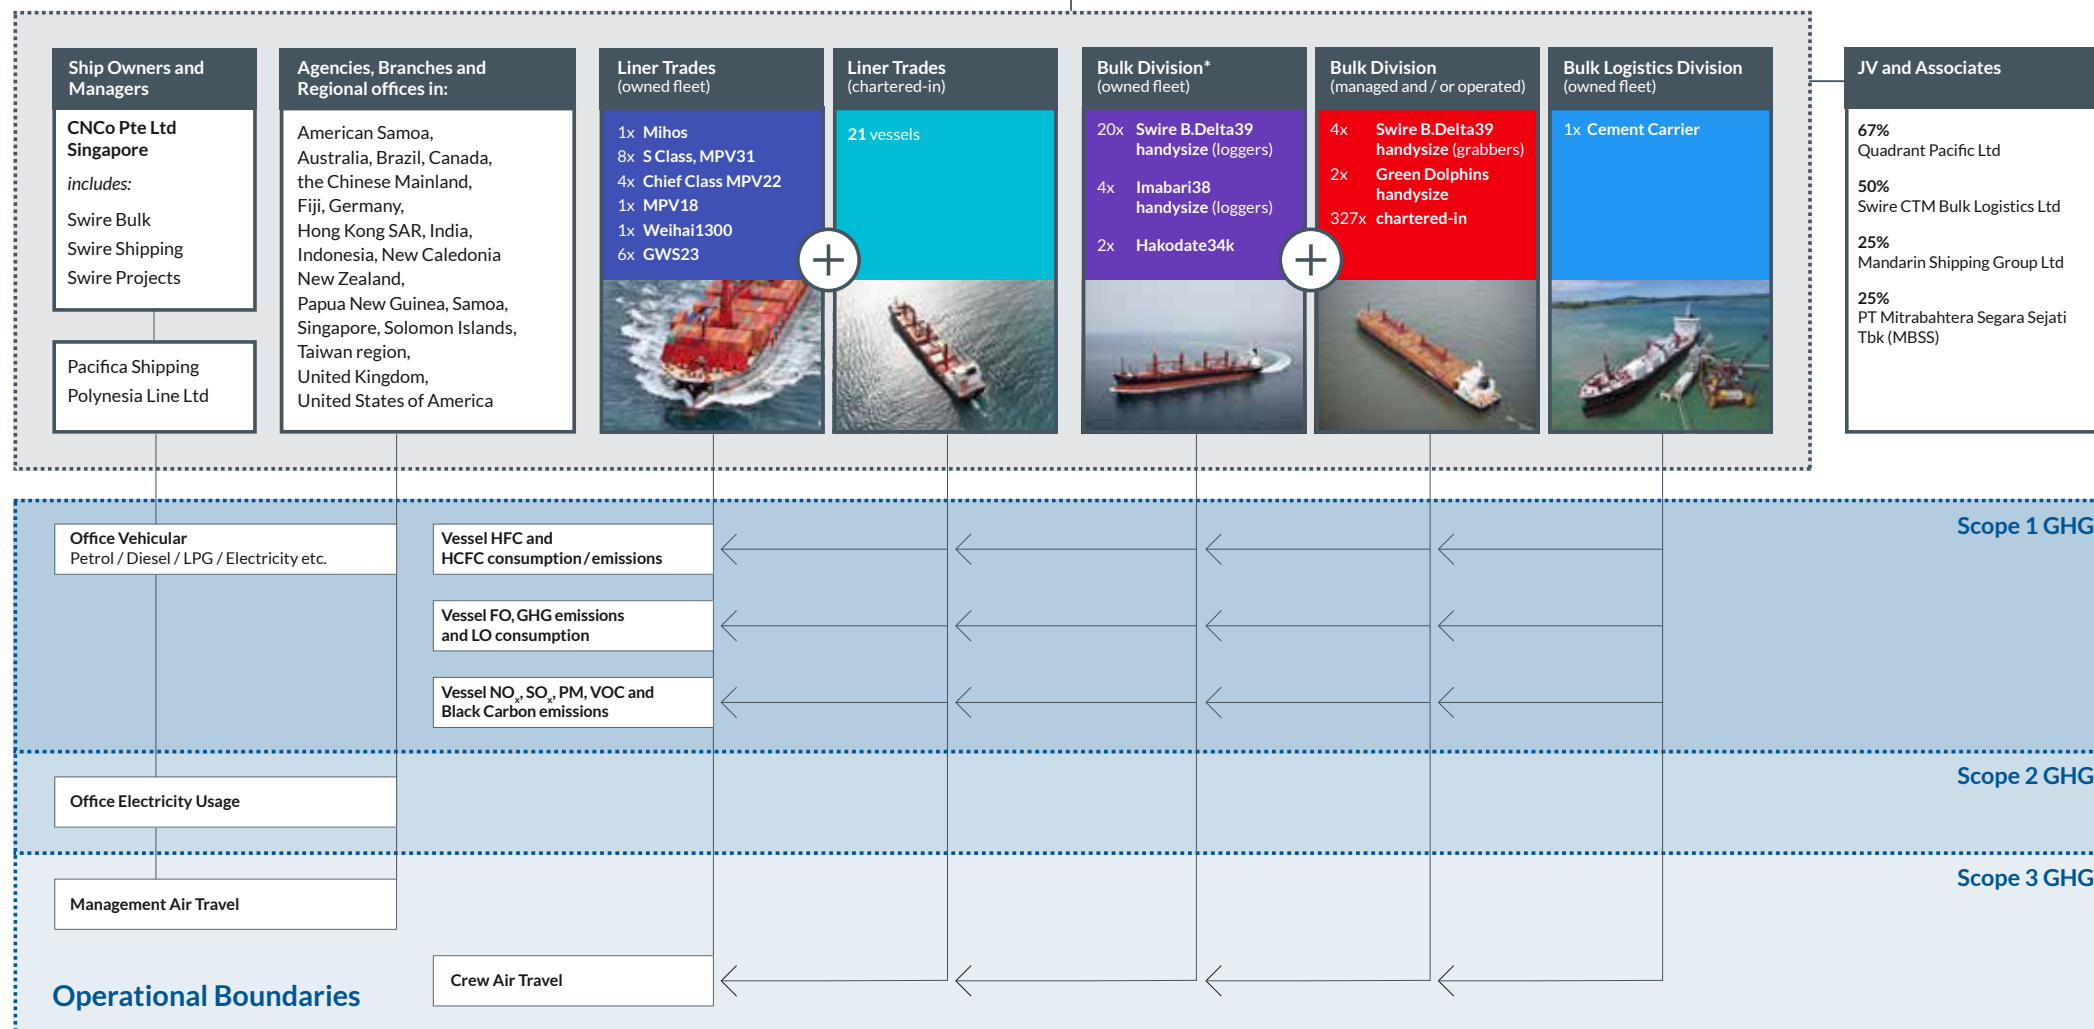 Ship Owners and
Managers
CNCo Pte Ltd
Singapore
includes:
Swire Bulk
Swire Shipping
Swire Projects
Pacifica Shipping
Polynesia Line Ltd
Agencies, Branches and
Regional offices in:
American Samoa,
Australia, Brazil, Canada,
the Chinese Mainland,
Fiji, Germany,
Hong Kong SAR, India,
Indonesia, New Caledonia
New Zealand,
Papua New Guinea, Samoa,
Singapore, Solomon Islands,
Taiwan region,
United Kingdom,
United States of America
Liner Trades
(owned fleet)
1x Mihos
8x S Class, MPV31
4x Chief Class MPV22
1x MPV18
1x Weihai1300
6x GWS23
+
Liner Trades
(chartered-in)
21 vessels
Bulk Division*
(owned fleet)
20x Swire B.Delta39
handysize (loggers)
4x Imabari38
handysize (loggers)
2x Hakodate34k
+
Bulk Division
(managed and / or operated)
4x Swire B.Delta39
handysize (grabbers)
2x Green Dolphins
handysize
327x chartered-in
Bulk Logistics Division
(owned fleet)
1x Cement Carrier
JV and Associates
67%
Quadrant Pacific Ltd
50%
Swire CTM Bulk Logistics Ltd
25%
Mandarin Shipping Group Ltd
25%
PT Mitrabahtera Segara Sejati
Tbk (MBSS)
Scope 1 GHG
Office Vehicular
Petrol / Diesel / LPG / Electricity etc.
Vessel HFC and
HCFC consumption / emissions
Vessel FO, GHG emissions
and LO consumption
Vessel NOx, SOx, PM, VOC and
Black Carbon emissions
Scope 2 GHG
Office Electricity Usage
Scope 3 GHG
Management Air Travel
Crew Air Travel
Operational Boundaries